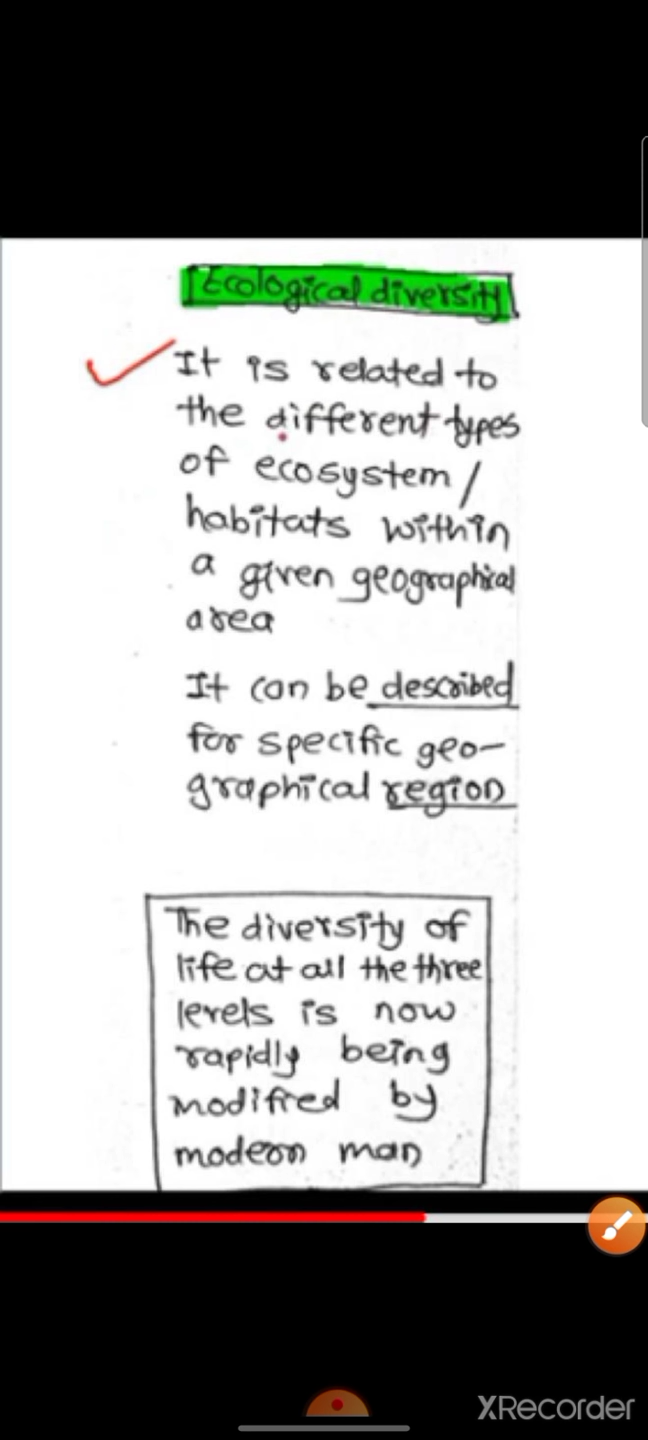 Ecological diversity
It is related to
the different types
of ecosystem/
habitats within
a given geographical
area
It can be described
for specific geo-
graphical region
The diversity of
life at all the three
levels is now
rapidly being
modified by
modern man
XRecorder